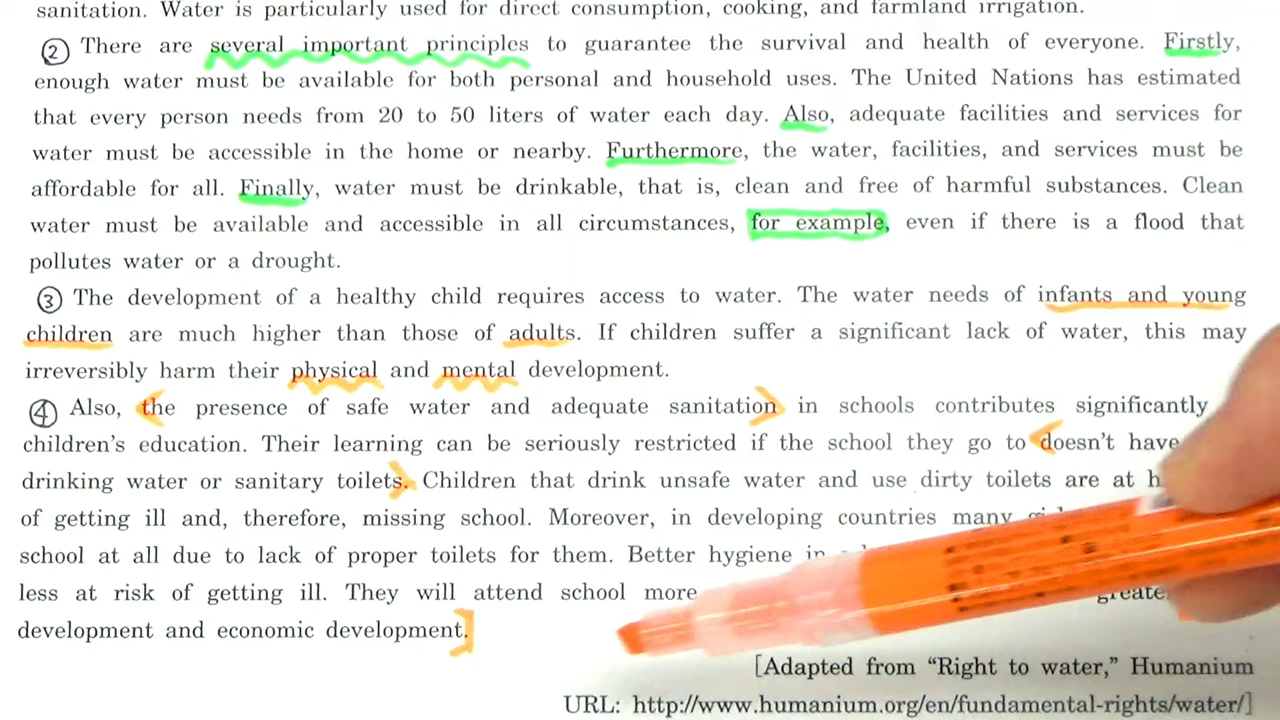 sanitation. Water is particularly used for direct consumption, cooking, and farmland irrigation.
② There are several important principles to guarantee the survival and health of everyone. Firstly,
enough water must be available for both personal and household uses. The United Nations has estimated
that every person needs from 20 to 50 liters of water each day. Also, adequate facilities and services for
water must be accessible in the home or nearby. Furthermore, the water, facilities, and services must be
affordable for all. Finally, water must be drinkable, that is, clean and free of harmful substances. Clean
water must be available and accessible in all circumstances, for example, even if there is a flood that
pollutes water or a drought.
③ The development of a healthy child requires access to water. The water needs of infants and young
children are much higher than those of adults. If children suffer a significant lack of water, this may
irreversibly harm their physical and mental development.
④ Also, the presence of safe water and adequate sanitation in schools contributes significantly
children's education. Their learning can be seriously restricted if the school they go to doesn't have
drinking water or sanitary toilets. Children that drink unsafe water and use dirty toilets are at
of getting ill and, therefore, missing school. Moreover, in developing countries many
school at all due to lack of proper toilets for them. Better hygiene in
less at risk of getting ill. They will attend school more
development and economic development.
[Adapted from “Right to water,” Humanium
URL: http://www.humanium.org/en/fundamental-rights/water/]